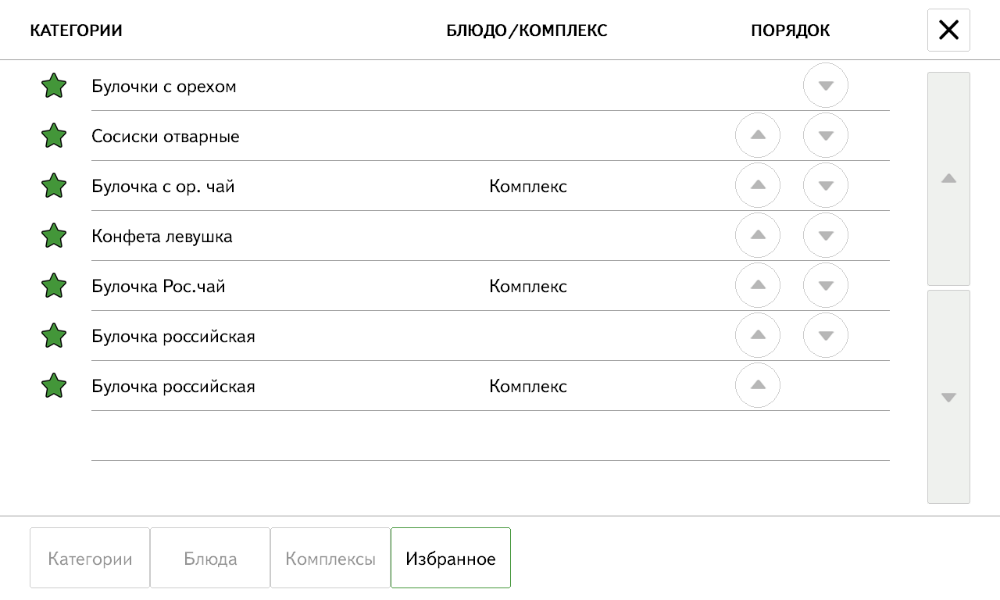 КАТЕГОРИИ БЛЮДО/КОМПЛЕКС ПОРЯДОК
Булочки с орехом
Сосиски отварные
Булочка с ор. чай Комплекс
Конфета левушка
Булочка Рос.чай Комплекс
Булочка российская
Булочка российская Комплекс
Категории Блюда Комплексы Избранное